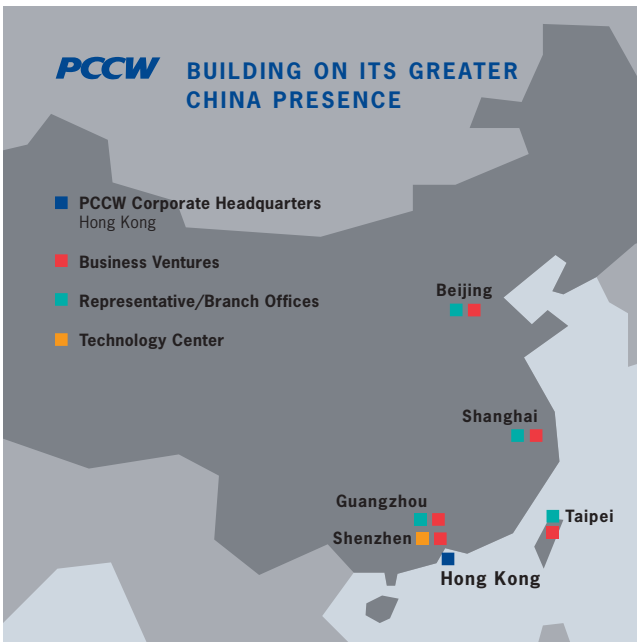 PCCW
BUILDING ON ITS GREATER
CHINA PRESENCE
PCCW Corporate Headquarters
Hong Kong
Business Ventures
Representative/Branch Offices
Technology Center
Beijing
Shanghai
Guangzhou
Taipei
Shenzhen
Hong Kong